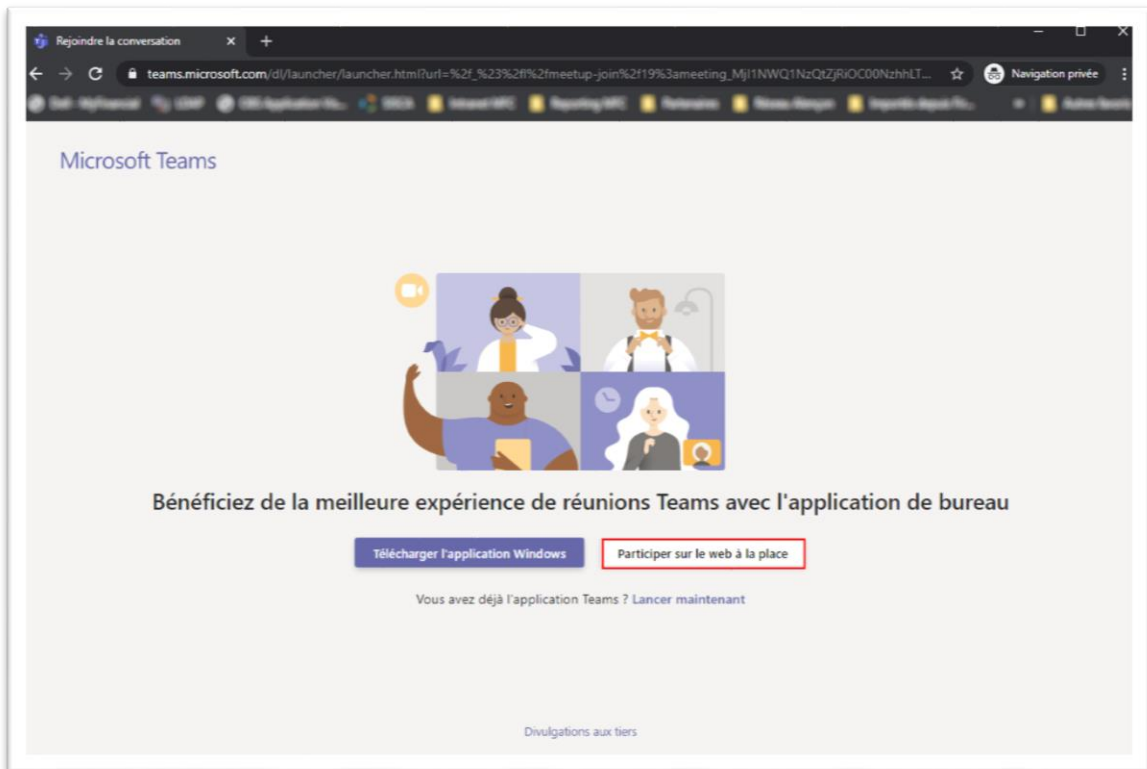 Rejoindre la conversation
teams.microsoft.com/dl/launcher/launcher.html?url=%2f_%23%2fl%2fmeetup-join%2f19%3ameeting_MjI1NWQ1NzQtZjRiOC00NzhhLT...
Navigation privée
Microsoft Teams
Bénéficiez de la meilleure expérience de réunions Teams avec l'application de bureau
Télécharger l'application Windows
Participer sur le web à la place
Vous avez déjà l'application Teams ? Lancer maintenant
Divulgations aux tiers